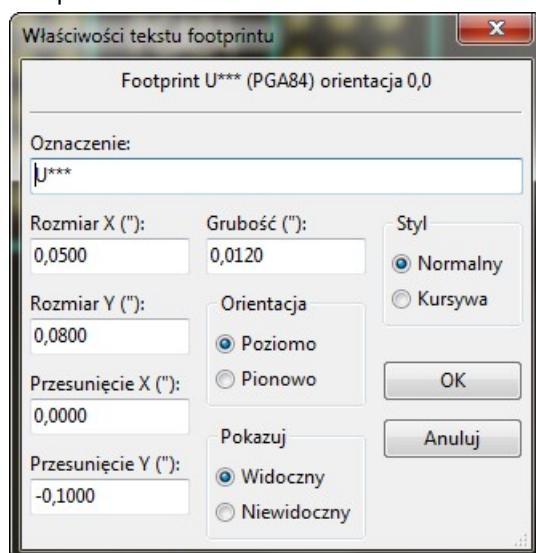 Właściwości tekstu footprintu
Footprint U*** (PGA84) orientacja 0,0
Oznaczenie:
U***
Rozmiar X ("):
0,0500
Grubość ("):
0,0120
Styl
Normalny
Kursywa
Rozmiar Y ("):
0,0800
Orientacja
Poziomo
Pionowo
Przesunięcie X ("):
0,0000
Przesunięcie Y ("):
-0,1000
Pokazuj
Widoczny
Niewidoczny
OK
Anuluj